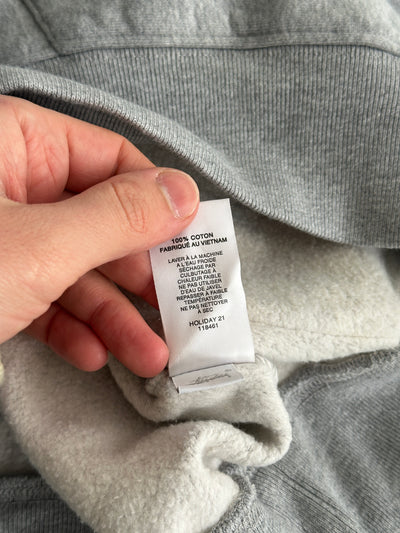 100% COTON
FABRIQUÉ AU VIETNAM
LAVER À LA MACHINE
A L'EAU FROIDE
SÉCHAGE PAR
CULBUTAGE À
CHALEUR FAIBLE
NE PAS UTILISER
D'EAU DE JAVEL
REPASSER À FAIBLE
TEMPÉRATURE
NE PAS NETTOYER
À SEC
HOLIDAY 21
118461